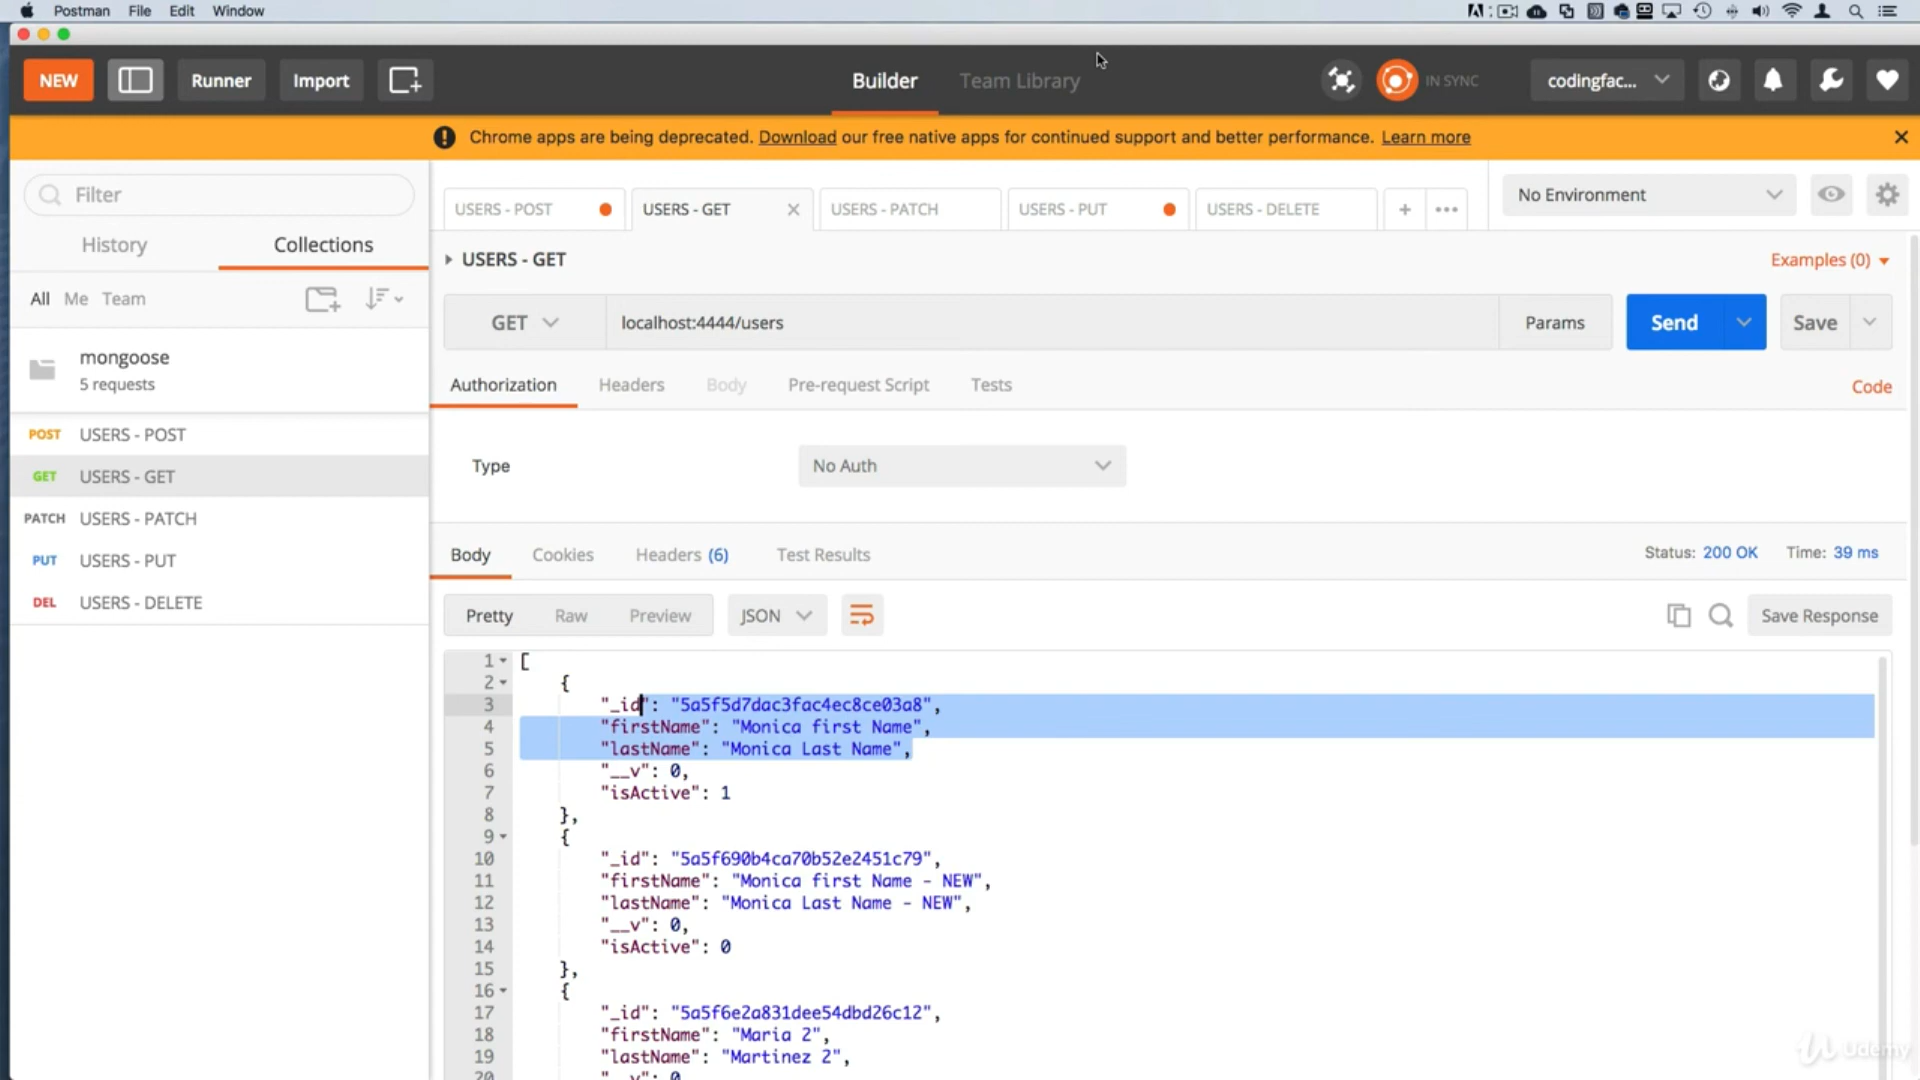 Postman File Edit Window
NEW Runner Import Builder Team Library IN SYNC codingfac...
Chrome apps are being deprecated. Download our free native apps for continued support and better performance. Learn more
Filter
History Collections
All Me Team
mongoose
5 requests
POST USERS - POST
GET USERS - GET
PATCH USERS - PATCH
PUT USERS - PUT
DEL USERS - DELETE
USERS - POST USERS - GET USERS - PATCH USERS - PUT USERS - DELETE + ••• No Environment
USERS - GET Examples (0)
GET localhost:4444/users Params Send Save
Authorization Headers Body Pre-request Script Tests Code
Type No Auth
Body Cookies Headers (6) Test Results Status: 200 OK Time: 39 ms
Pretty Raw Preview JSON Save Response
1 [
2 {
3 "_id": "5a5f5d7dac3fac4ec8ce03a8",
4 "firstName": "Monica first Name",
5 "lastName": "Monica Last Name",
6 "__v": 0,
7 "isActive": 1
8 },
9 {
10 "_id": "5a5f690b4ca70b52e2451c79",
11 "firstName": "Monica first Name - NEW",
12 "lastName": "Monica Last Name - NEW",
13 "__v": 0,
14 "isActive": 0
15 },
16 {
17 "_id": "5a5f6e2a831dee54dbd26c12",
18 "firstName": "Maria 2",
19 "lastName": "Martinez 2",
20 "__v": 0
Udemy